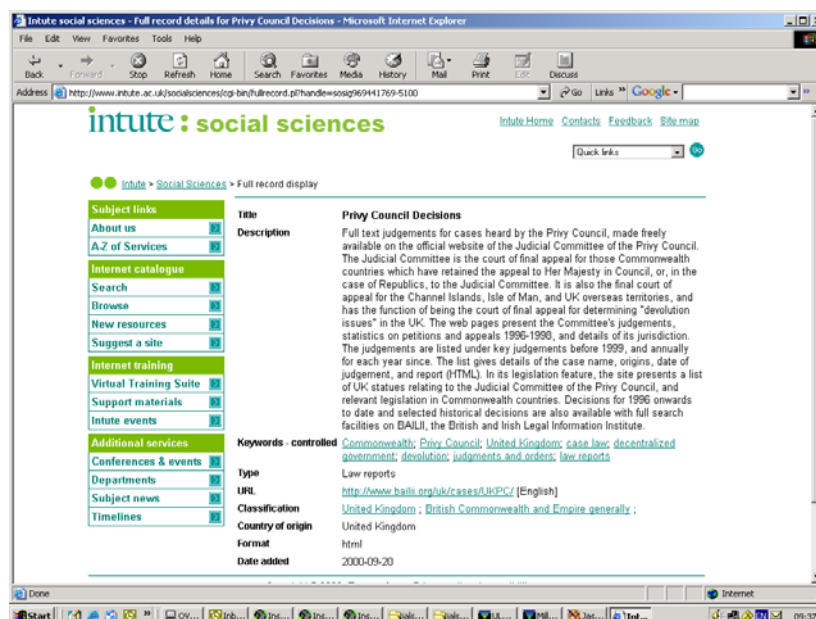 Intute social sciences - Full record details for Privy Council Decisions - Microsoft Internet Explorer
File Edit View Favorites Tools Help
Back Forward Stop Refresh Home Search Favorites Media History Mail Print Edit Discuss
Address http://www.intute.ac.uk/socialsciences/cgi-bin/fullrecord.pl?handle=sosig969441769-5100 Go Links » Google
intute : social sciences
Intute Home Contacts Feedback Site map
Quick links Go
Intute > Social Sciences > Full record display
Subject links
About us
A-Z of Services
Internet catalogue
Search
Browse
New resources
Suggest a site
Internet training
Virtual Training Suite
Support materials
Intute events
Additional services
Conferences & events
Departments
Subject news
Timelines
Title Privy Council Decisions
Description Full text judgements for cases heard by the Privy Council, made freely
available on the official website of the Judicial Committee of the Privy Council.
The Judicial Committee is the court of final appeal for those Commonwealth
countries which have retained the appeal to Her Majesty in Council, or, in the
case of Republics, to the Judicial Committee. It is also the final court of
appeal for the Channel Islands, Isle of Man, and UK overseas territories, and
has the function of being the court of final appeal for determining "devolution
issues" in the UK. The web pages present the Committee's judgements,
statistics on petitions and appeals 1996-1998, and details of its jurisdiction.
The judgements are listed under key judgements before 1999, and annually
for each year since. The list gives details of the case name, origins, date of
judgement, and report (HTML). In its legislation feature, the site presents a list
of UK statues relating to the Judicial Committee of the Privy Council, and
relevant legislation in Commonwealth countries. Decisions for 1996 onwards
to date and selected historical decisions are also available with full search
facilities on BAILII, the British and Irish Legal Information Institute.
Keywords - controlled Commonwealth; Privy Council; United Kingdom; case law; decentralized
government; devolution; judgments and orders; law reports
Type Law reports
URL http://www.bailii.org/uk/cases/UKPC/ [English]
Classification United Kingdom ; British Commonwealth and Empire generally ;
Country of origin United Kingdom
Format html
Date added 2000-09-20
Done Internet
Start » OV... Inb... Ins... Ins... Ins... Sials... Sials... UL... Mil... Jas... Int... EN 09:37